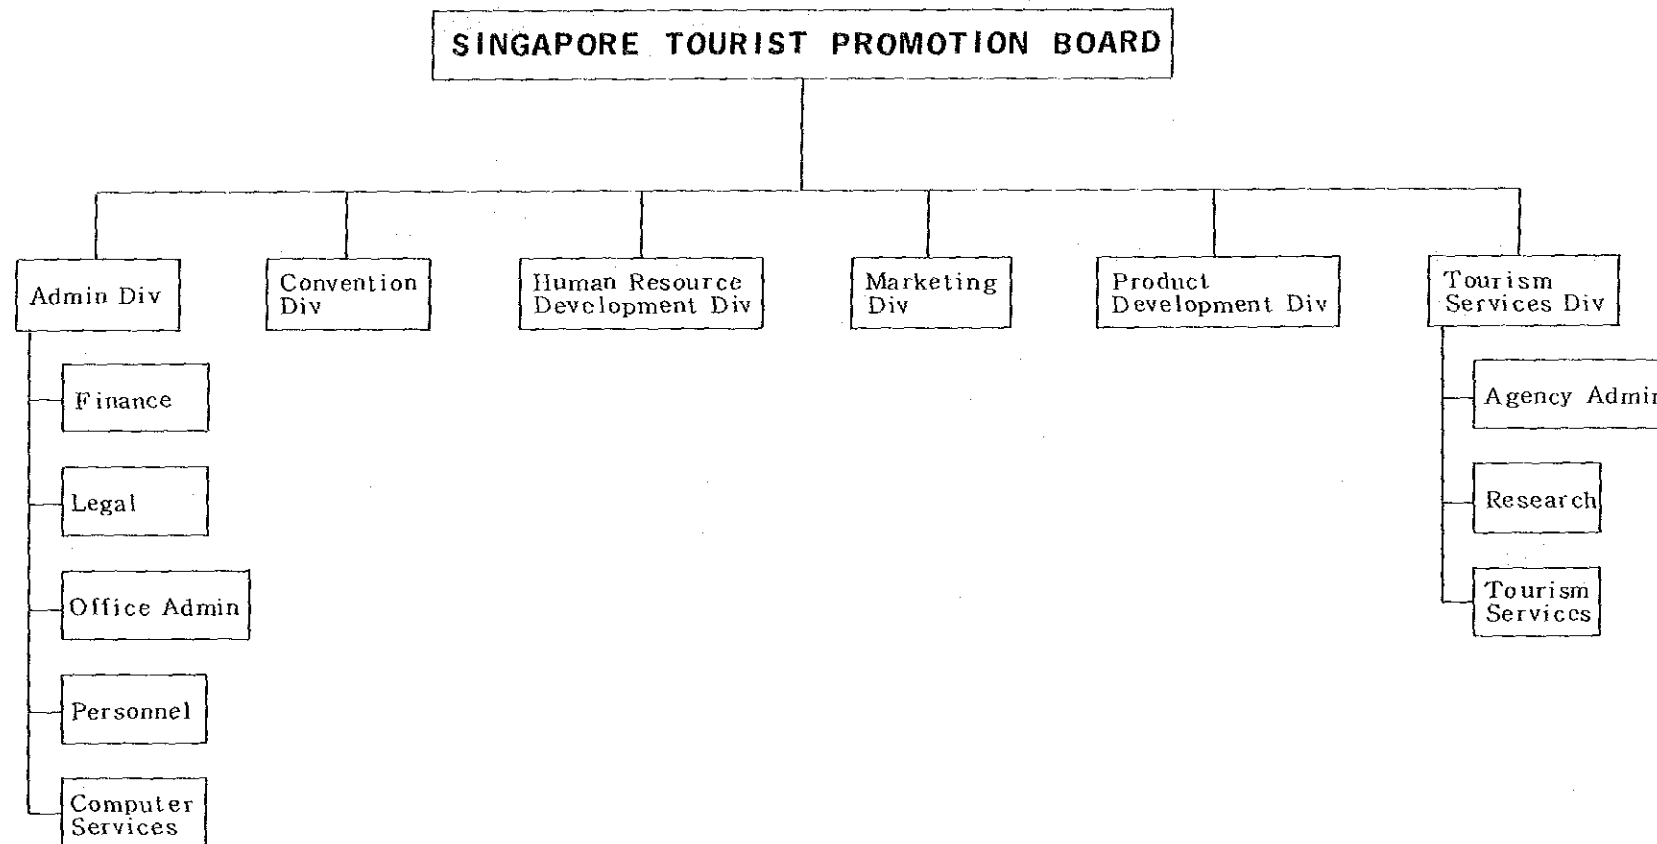 SINGAPORE TOURIST PROMOTION BOARD
Admin Div
Convention
Div
Human Resource
Development Div
Marketing
Div
Product
Development Div
Tourism
Services Div
Finance
Legal
Office Admin
Personnel
Computer
Services
Agency Admin
Research
Tourism
Services